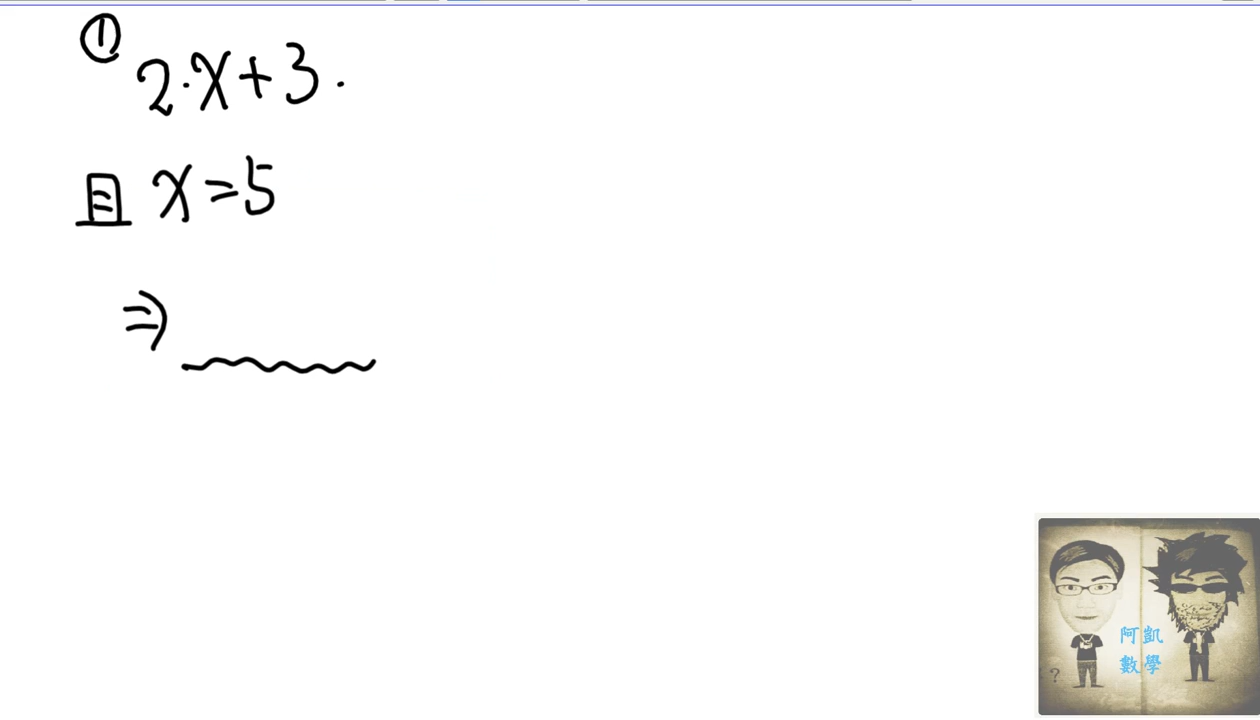 ①
2·x+3.
且 x=5
⇒
阿凱
數學
?